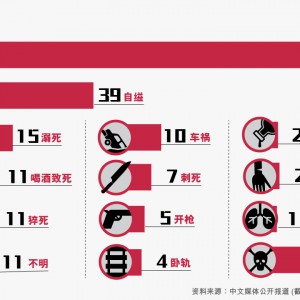 39 自缢
15 溺死
10 车祸
2
11 喝酒致死
7 刺死
2
11 猝死
5 开枪
1
11 不明
4 卧轨
资料来源：中文媒体公开报道 (截